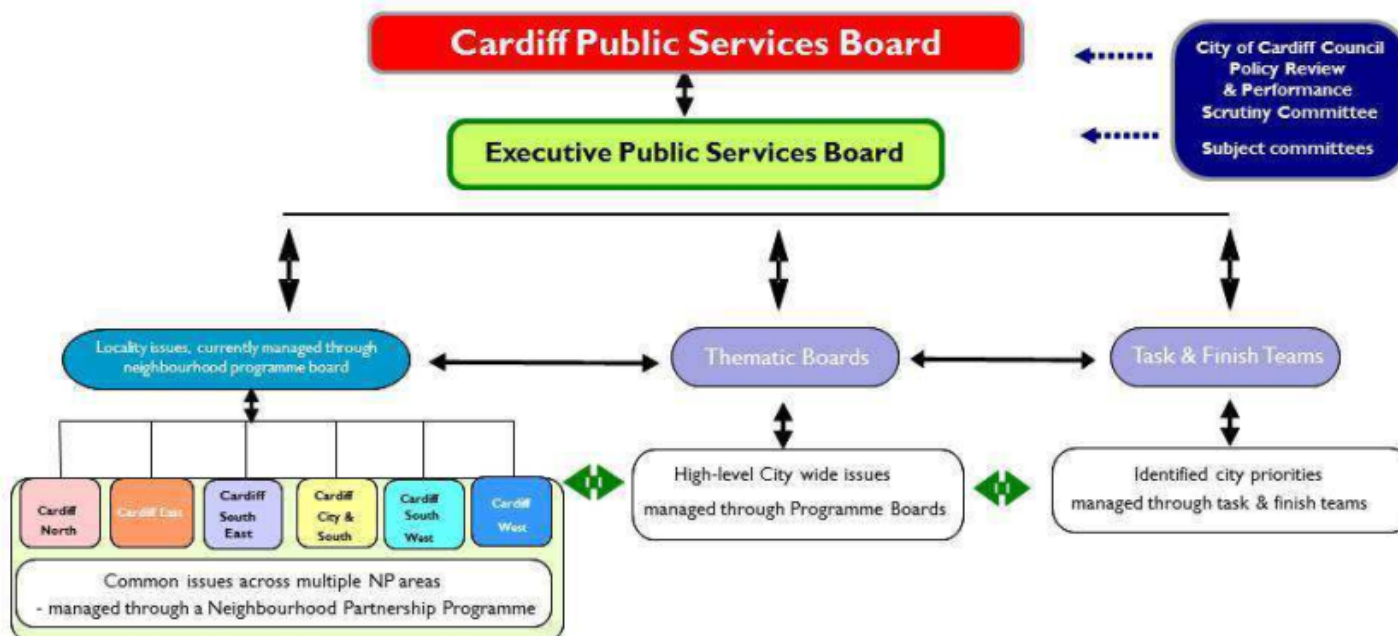 Cardiff Public Services Board
City of Cardiff Council
Policy Review
& Performance
Scrutiny Committee
Subject committees
Executive Public Services Board
Locality issues, currently managed through
neighbourhood programme board
Thematic Boards
Task & Finish Teams
Cardiff
North
Cardiff East
Cardiff
South
East
Cardiff
City &
South
Cardiff
South
West
Cardiff
West
Common issues across multiple NP areas
- managed through a Neighbourhood Partnership Programme
High-level City wide issues
managed through Programme Boards
Identified city priorities
managed through task & finish teams